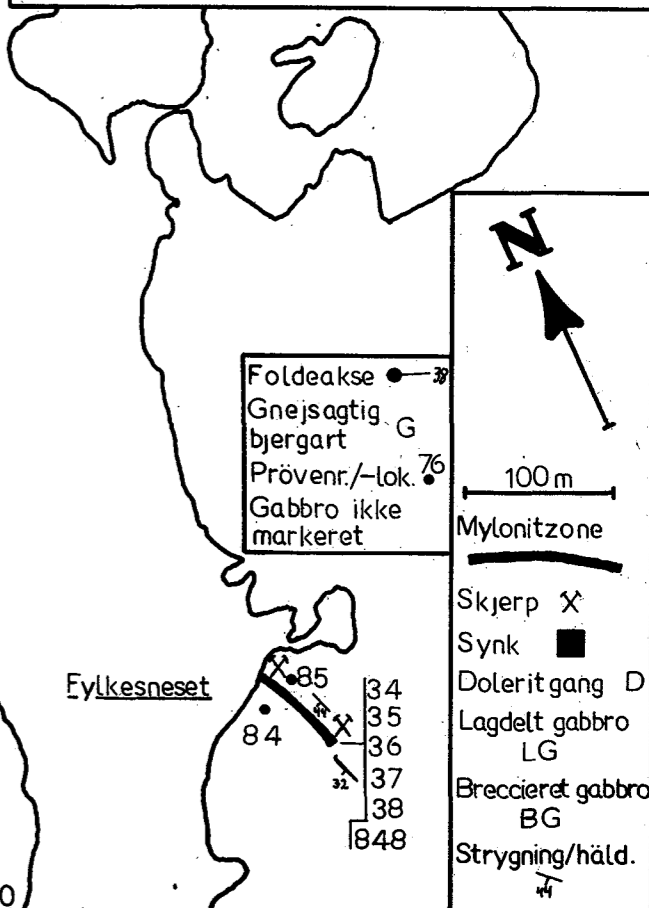 N
Foldeakse 38
Gnejsagtig
bjergart G
Prövenr./-lok. 76
Gabbro ikke
markeret
100 m
Mylonitzone
Skjerp
Synk
Doleritgang D
Lagdelt gabbro
LG
Breccieret gabbro
BG
Strygning/häld.
44
Fylkesneset
85
84
44
32
34
35
36
37
38
848
0